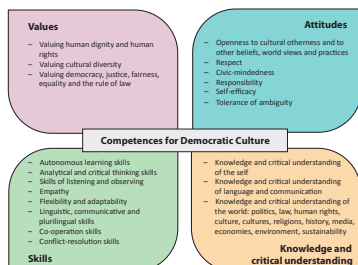 Values
– Valuing human dignity and human
rights
– Valuing cultural diversity
– Valuing democracy, justice, fairness,
equality and the rule of law
Attitudes
– Openness to cultural otherness and to
other beliefs, world views and practices
– Respect
– Civic-mindedness
– Responsibility
– Self-efficacy
– Tolerance of ambiguity
Competences for Democratic Culture
– Autonomous learning skills
– Analytical and critical thinking skills
– Skills of listening and observing
– Empathy
– Flexibility and adaptability
– Linguistic, communicative and
plurilingual skills
– Co-operation skills
– Conflict-resolution skills
Skills
– Knowledge and critical understanding
of the self
– Knowledge and critical understanding
of language and communication
– Knowledge and critical understanding of
the world: politics, law, human rights,
culture, cultures, religions, history, media,
economies, environment, sustainability
Knowledge and
critical understanding